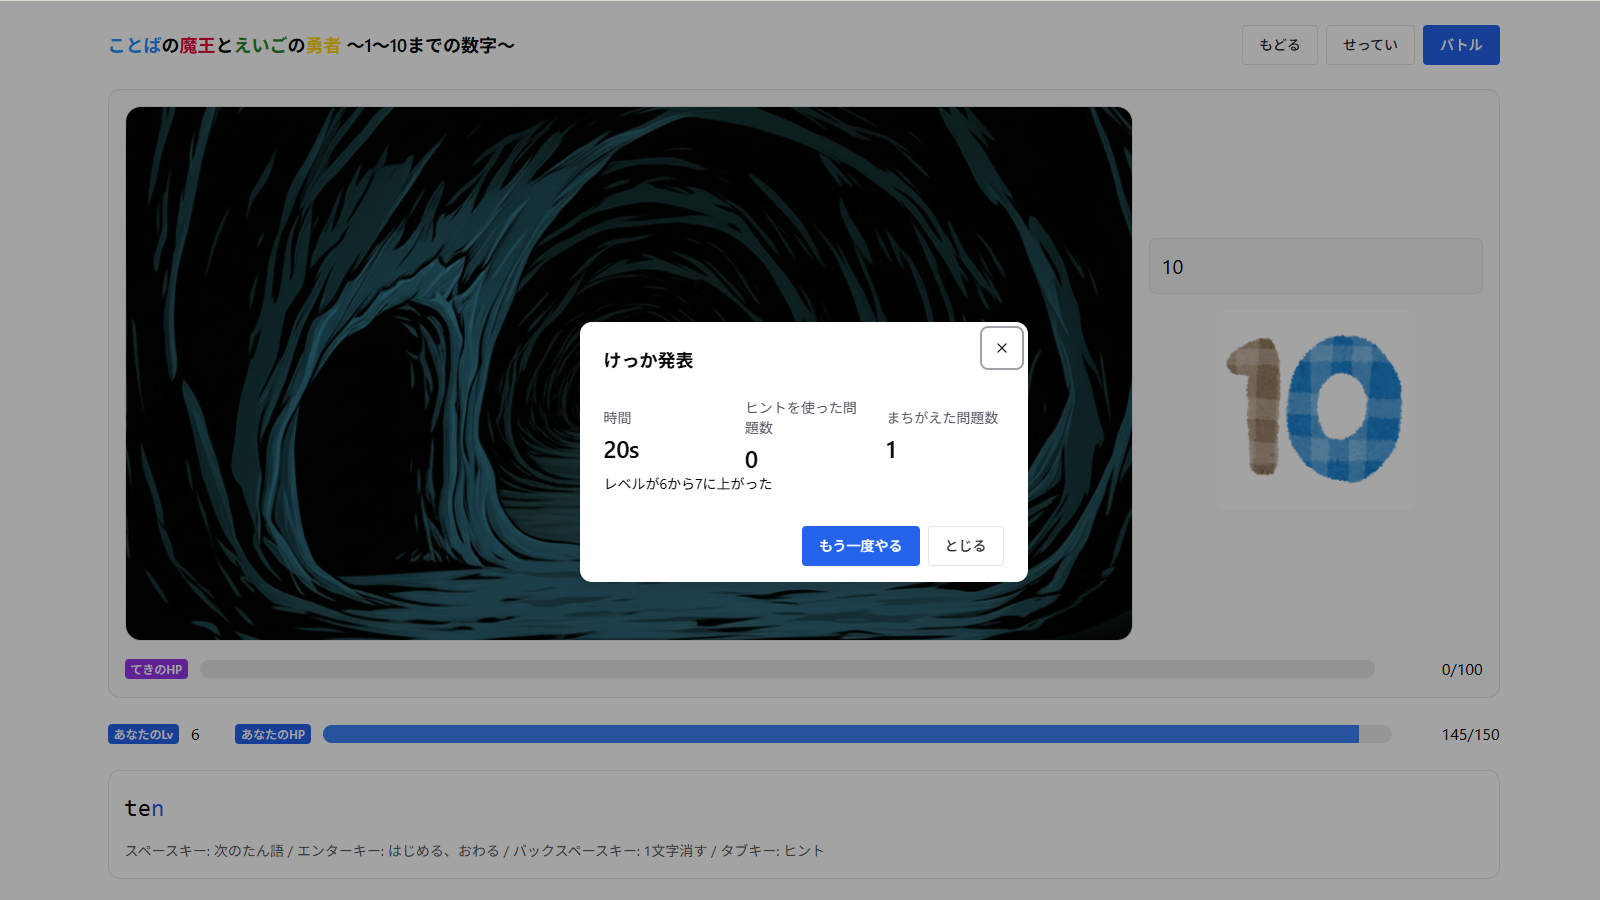 ことばの魔王とえいごの勇者 〜1〜10までの数字〜
もどる
せってい
バトル
10
10
けっか発表
×
時間
20s
ヒントを使った問
題数
0
まちがえた問題数
1
レベルが6から7に上がった
もう一度やる
とじる
てきのHP
0/100
あなたのLv 6
あなたのHP
145/150
ten
スペースキー: 次のたん語 / エンターキー: はじめる、おわる / バックスペースキー: 1文字消す / タブキー: ヒント